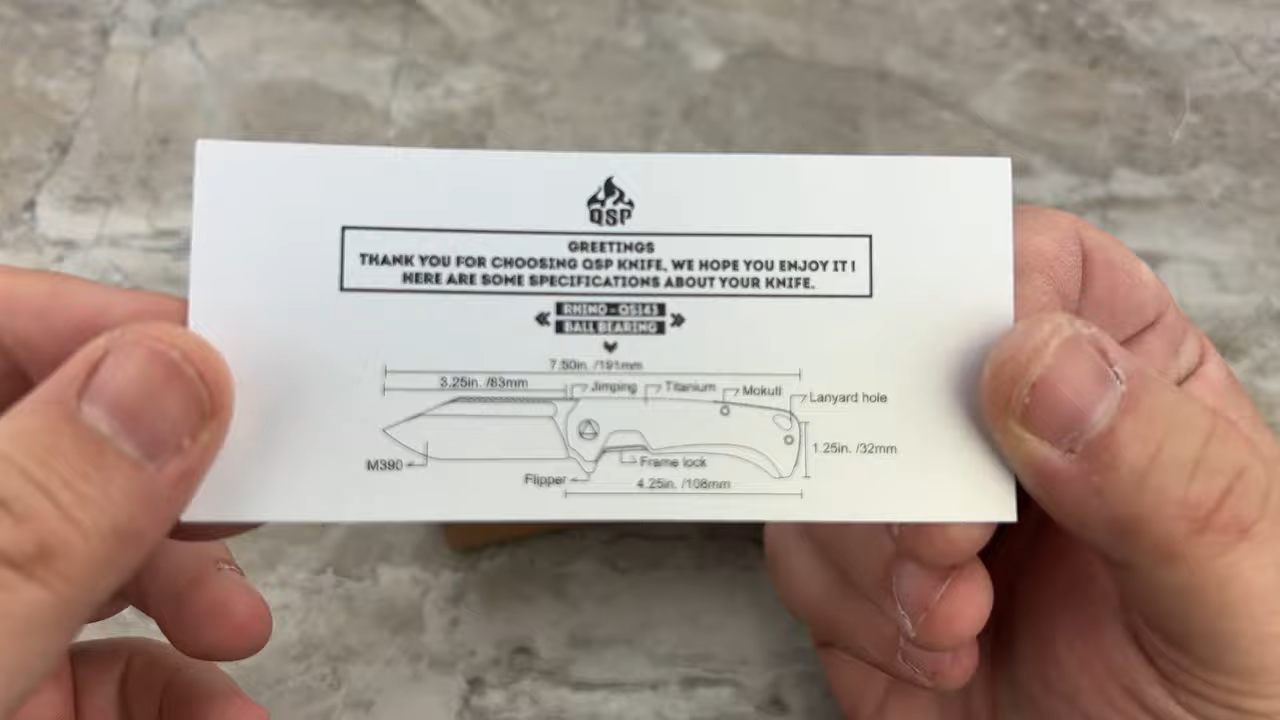 QSP
GREETINGS
THANK YOU FOR CHOOSING QSP KNIFE, WE HOPE YOU ENJOY IT !
HERE ARE SOME SPECIFICATIONS ABOUT YOUR KNIFE.
RHINO - QS143
BALL BEARING
7.50in. /191mm
3.25in. /83mm
Jimping
Titanium
Mokuti
Lanyard hole
1.25in. /32mm
M390
Frame lock
Flipper
4.25in. /108mm